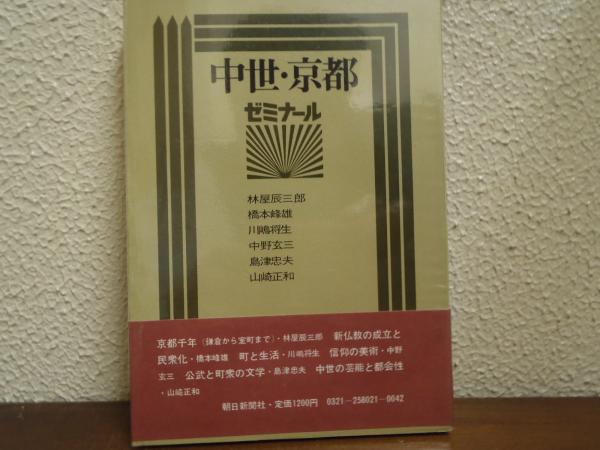 中世・京都
ゼミナール
林屋辰三郎
橋本峰雄
川嶋将生
中野玄三
島津忠夫
山崎正和
京都千年(鎌倉から室町まで)・林屋辰三郎 新仏教の成立と
民衆化・橋本峰雄 町と生活・川嶋将生 信仰の美術・中野
玄三 公武と町衆の文学・島津忠夫 中世の芸能と都会性
・山崎正和
朝日新聞社・定価1200円 0321-258021-0042